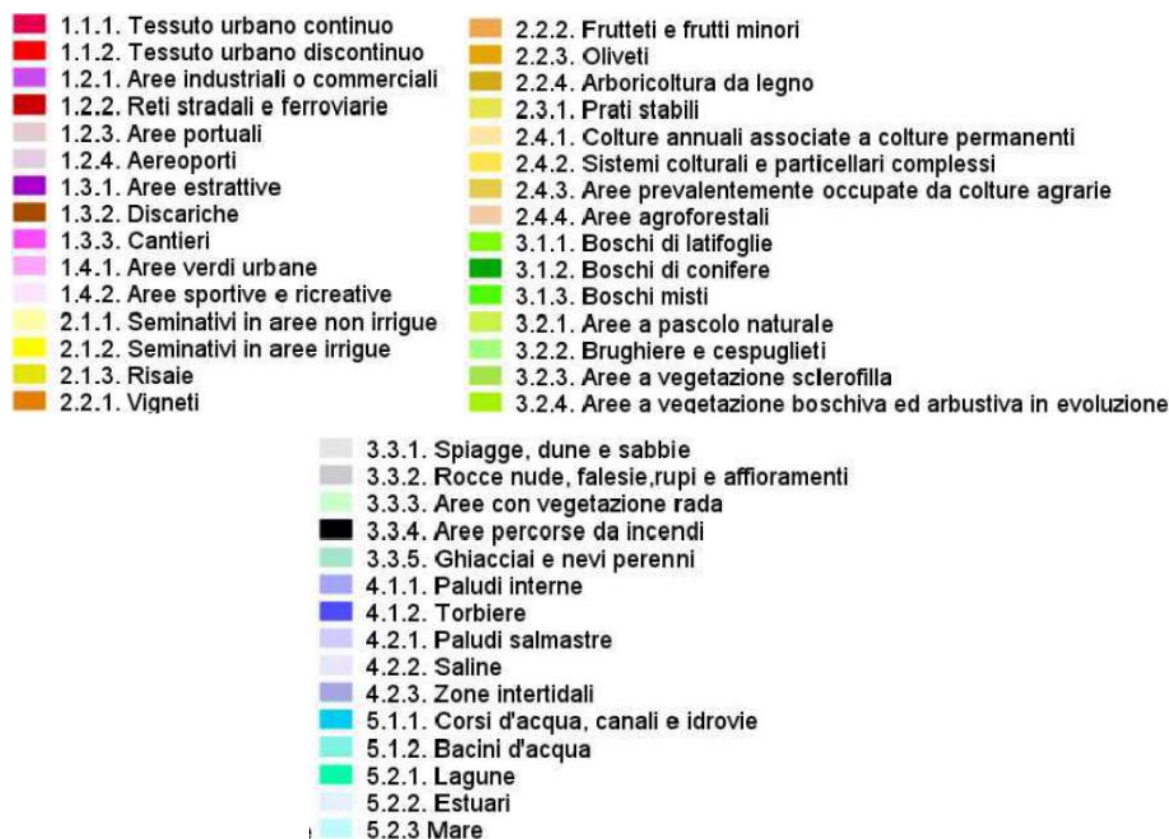 1.1.1. Tessuto urbano continuo
1.1.2. Tessuto urbano discontinuo
1.2.1. Aree industriali o commerciali
1.2.2. Reti stradali e ferroviarie
1.2.3. Aree portuali
1.2.4. Aereoporti
1.3.1. Aree estrattive
1.3.2. Discariche
1.3.3. Cantieri
1.4.1. Aree verdi urbane
1.4.2. Aree sportive e ricreative
2.1.1. Seminativi in aree non irrigue
2.1.2. Seminativi in aree irrigue
2.1.3. Risaie
2.2.1. Vigneti
2.2.2. Frutteti e frutti minori
2.2.3. Oliveti
2.2.4. Arboricoltura da legno
2.3.1. Prati stabili
2.4.1. Colture annuali associate a colture permanenti
2.4.2. Sistemi colturali e particellari complessi
2.4.3. Aree prevalentemente occupate da colture agrarie
2.4.4. Aree agroforestali
3.1.1. Boschi di latifoglie
3.1.2. Boschi di conifere
3.1.3. Boschi misti
3.2.1. Aree a pascolo naturale
3.2.2. Brughiere e cespuglieti
3.2.3. Aree a vegetazione sclerofilla
3.2.4. Aree a vegetazione boschiva ed arbustiva in evoluzione
3.3.1. Spiagge, dune e sabbie
3.3.2. Rocce nude, falesie,rupi e affioramenti
3.3.3. Aree con vegetazione rada
3.3.4. Aree percorse da incendi
3.3.5. Ghiacciai e nevi perenni
4.1.1. Paludi interne
4.1.2. Torbiere
4.2.1. Paludi salmastre
4.2.2. Saline
4.2.3. Zone intertidali
5.1.1. Corsi d'acqua, canali e idrovie
5.1.2. Bacini d'acqua
5.2.1. Lagune
5.2.2. Estuari
5.2.3 Mare